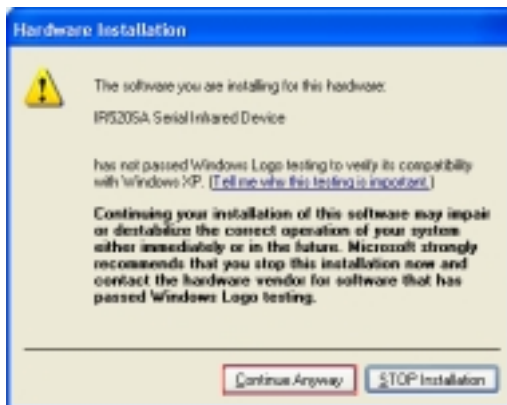 Hardware Installation
The software you are installing for this hardware:
IR520SA Serial Infrared Device
has not passed Windows Logo testing to verify its compatibility
with Windows XP. (Tell me why this testing is important.)
Continuing your installation of this software may impair
or destabilize the correct operation of your system
either immediately or in the future. Microsoft strongly
recommends that you stop this installation now and
contact the hardware vendor for software that has
passed Windows Logo testing.
Continue Anyway
STOP Installation